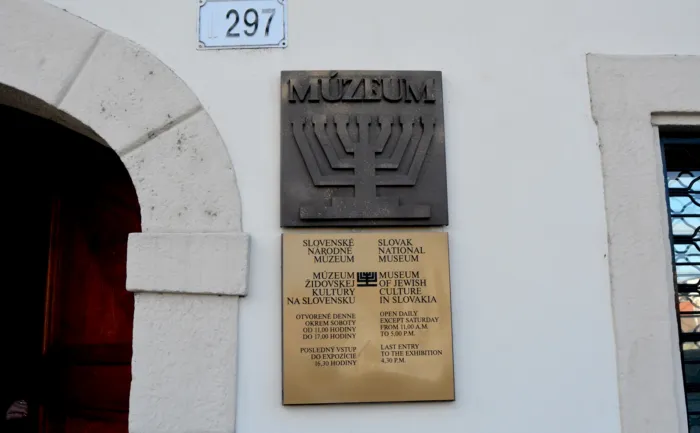 297
MÚZEUM
SLOVENSKÉ
NÁRODNÉ
MÚZEUM
MÚZEUM
ŽIDOVSKEJ
KULTÚRY
NA SLOVENSKU
OTVORENÉ DENNE
OKREM SOBOTY
OD 11,00 HODINY
DO 17,00 HODINY
POSLEDNÝ VSTUP
DO EXPOZÍCIE
16,30 HODINY
SLOVAK
NATIONAL
MUSEUM
MUSEUM
OF JEWISH
CULTURE
IN SLOVAKIA
OPEN DAILY
EXCEPT SATURDAY
FROM 11,00 A.M.
TO 5,00 P.M.
LAST ENTRY
TO THE EXHIBITION
4,30 P.M.